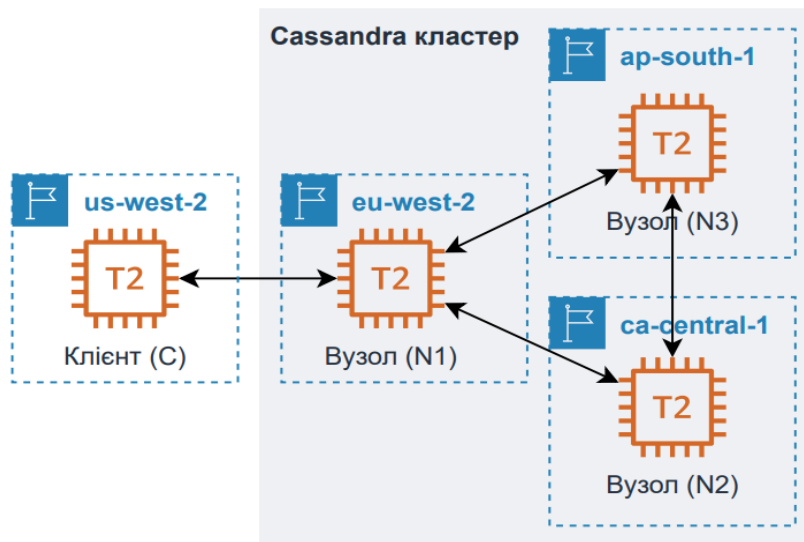 Cassandra кластер
ap-south-1
T2
Вузол (N3)
us-west-2
T2
Клієнт (C)
eu-west-2
T2
Вузол (N1)
ca-central-1
T2
Вузол (N2)